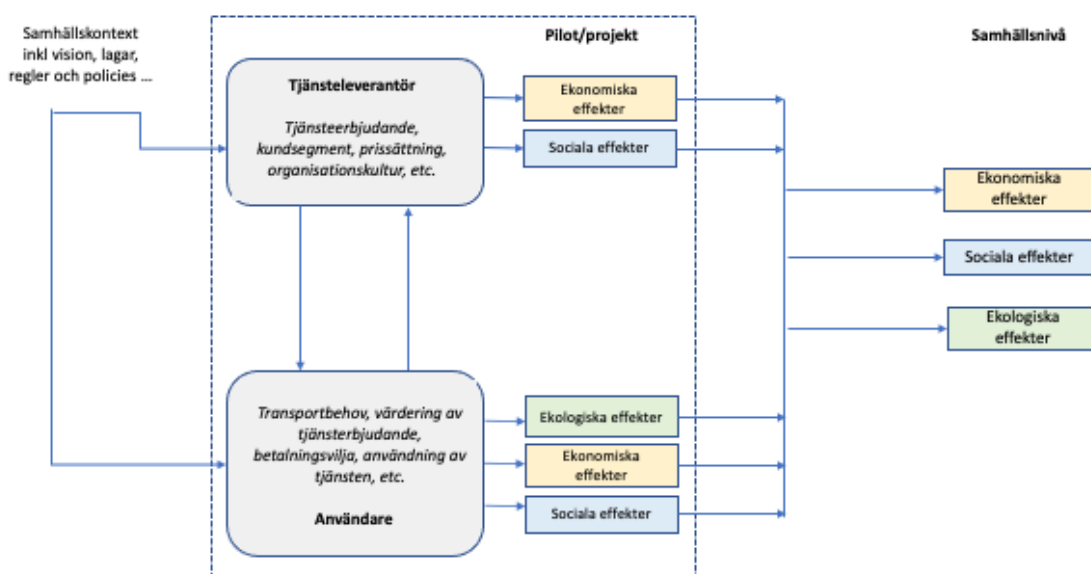 Samhällskontext
inkl vision, lagar,
regler och policies ...
Pilot/projekt
Samhällsnivå
Tjänsteleverantör
Tjänsteerbjudande,
kundsegment, prissättning,
organisationskultur, etc.
Ekonomiska
effekter
Sociala effekter
Ekonomiska
effekter
Sociala effekter
Ekologiska
effekter
Transportbehov, värdering av
tjänsterbjudande,
betalningsvilja, användning av
tjänsten, etc.
Användare
Ekologiska effekter
Ekonomiska
effekter
Sociala effekter